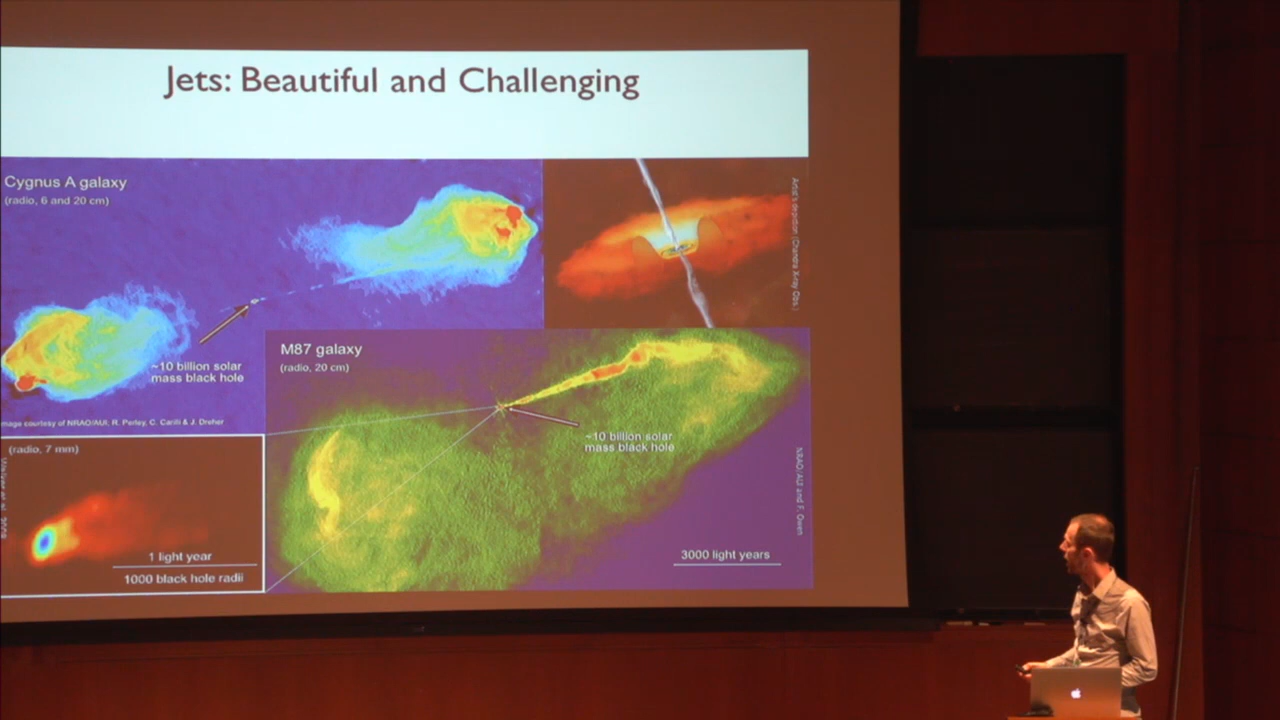 Jets: Beautiful and Challenging
Cygnus A galaxy
(radio, 6 and 20 cm)
~10 billion solar
mass black hole
mage courtesy of NRAO/AUI, R. Perley, C. Carilli & J. Dreher
Artist's depiction (Chandra X-ray Obs.)
M87 galaxy
(radio, 20 cm)
~10 billion solar
mass black hole
NRAO/AUI and F. Owen
3000 light years
(radio, 7 mm)
1 light year
1000 black hole radii